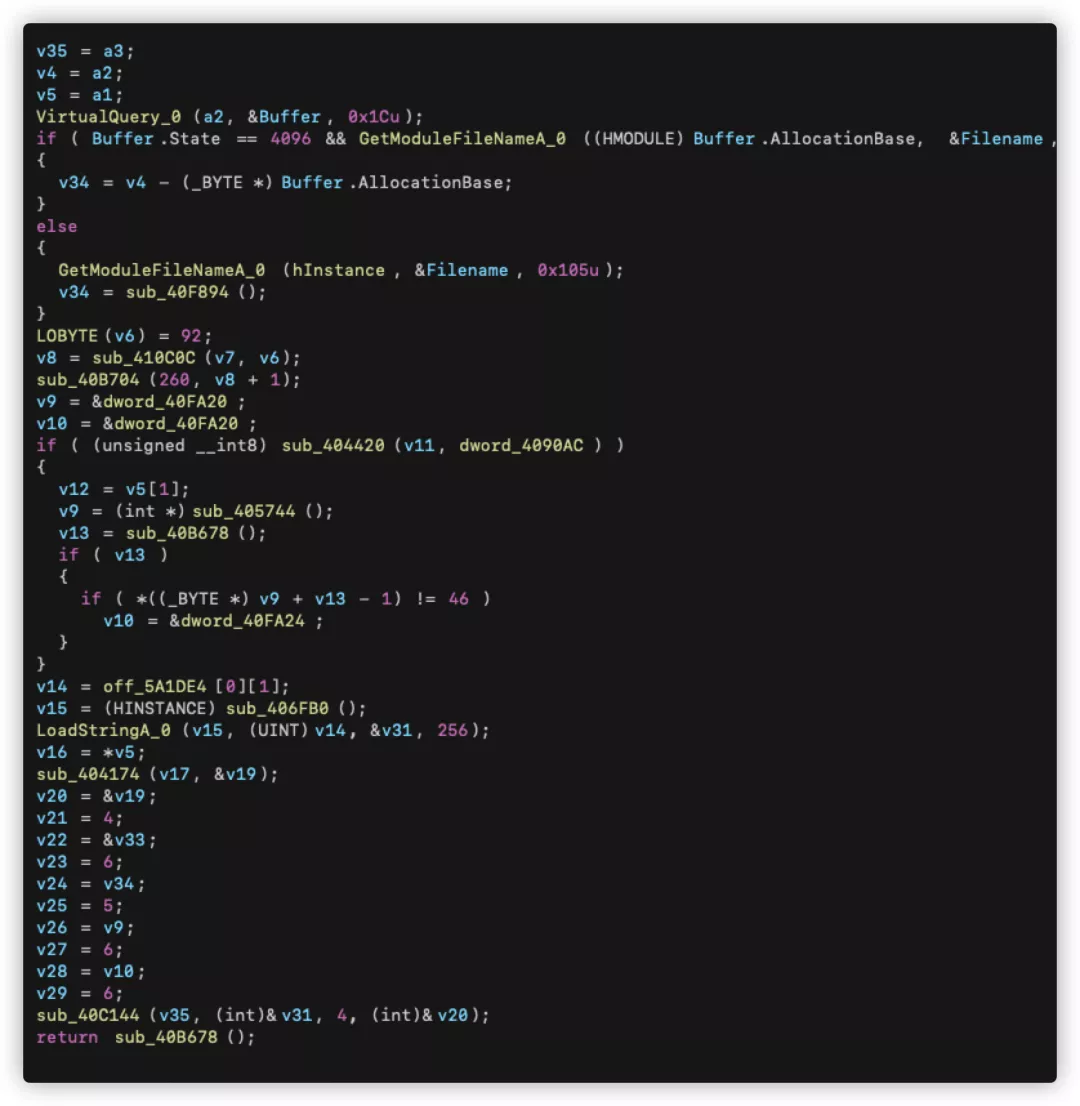 v35 = a3;
v4 = a2;
v5 = a1;
VirtualQuery_0 (a2, &Buffer , 0x1Cu );
if ( Buffer .State == 4096 && GetModuleFileNameA_0 ((HMODULE) Buffer .AllocationBase, &Filename ,
{
v34 = v4 - (_BYTE *) Buffer .AllocationBase;
}
else
{
GetModuleFileNameA_0 (hInstance , &Filename , 0x105u );
v34 = sub_40F894 ();
}
LOBYTE (v6) = 92;
v8 = sub_410C0C (v7, v6);
sub_40B704 (260, v8 + 1);
v9 = &dword_40FA20 ;
v10 = &dword_40FA20 ;
if ( (unsigned __int8) sub_404420 (v11, dword_4090AC ) )
{
v12 = v5[1];
v9 = (int *) sub_405744 ();
v13 = sub_40B678 ();
if ( v13 )
{
if ( *((_BYTE *) v9 + v13 - 1) != 46 )
v10 = &dword_40FA24 ;
}
}
v14 = off_5A1DE4 [0][1];
v15 = (HINSTANCE) sub_406FB0 ();
LoadStringA_0 (v15, (UINT) v14, &v31, 256);
v16 = *v5;
sub_404174 (v17, &v19);
v20 = &v19;
v21 = 4;
v22 = &v33;
v23 = 6;
v24 = v34;
v25 = 5;
v26 = v9;
v27 = 6;
v28 = v10;
v29 = 6;
sub_40C144 (v35, (int)& v31, 4, (int)& v20);
return sub_40B678 ();